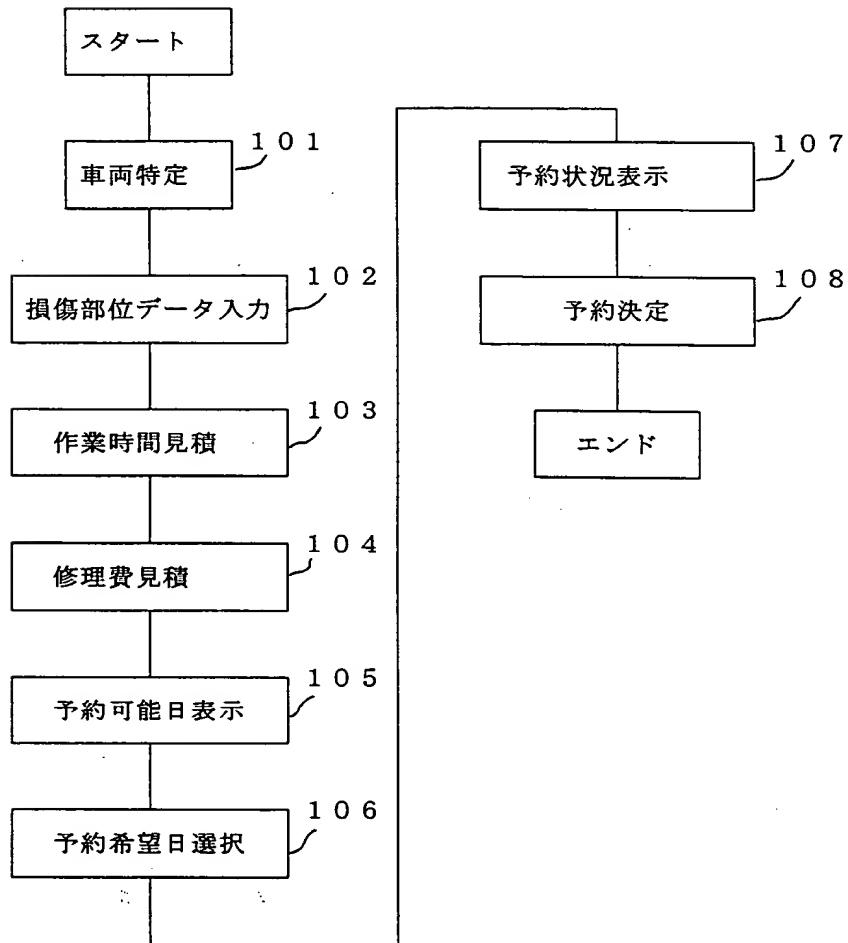 スタート
101
車両特定
102
損傷部位データ入力
103
作業時間見積
104
修理費見積
105
予約可能日表示
106
予約希望日選択
107
予約状況表示
108
予約決定
エンド